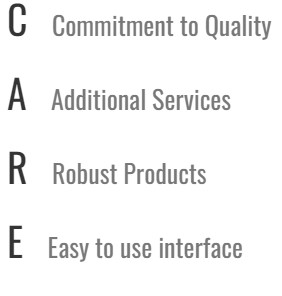 C Commitment to Quality
A Additional Services
R Robust Products
E Easy to use interface